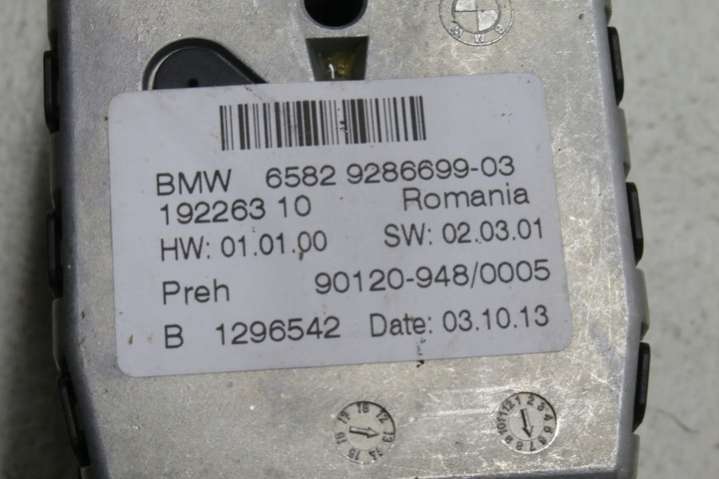 BMW
BMW 6582 9286699-03
192263 10 Romania
HW: 01.01.00 SW: 02.03.01
Preh 90120-948/0005
B 1296542 Date: 03.10.13